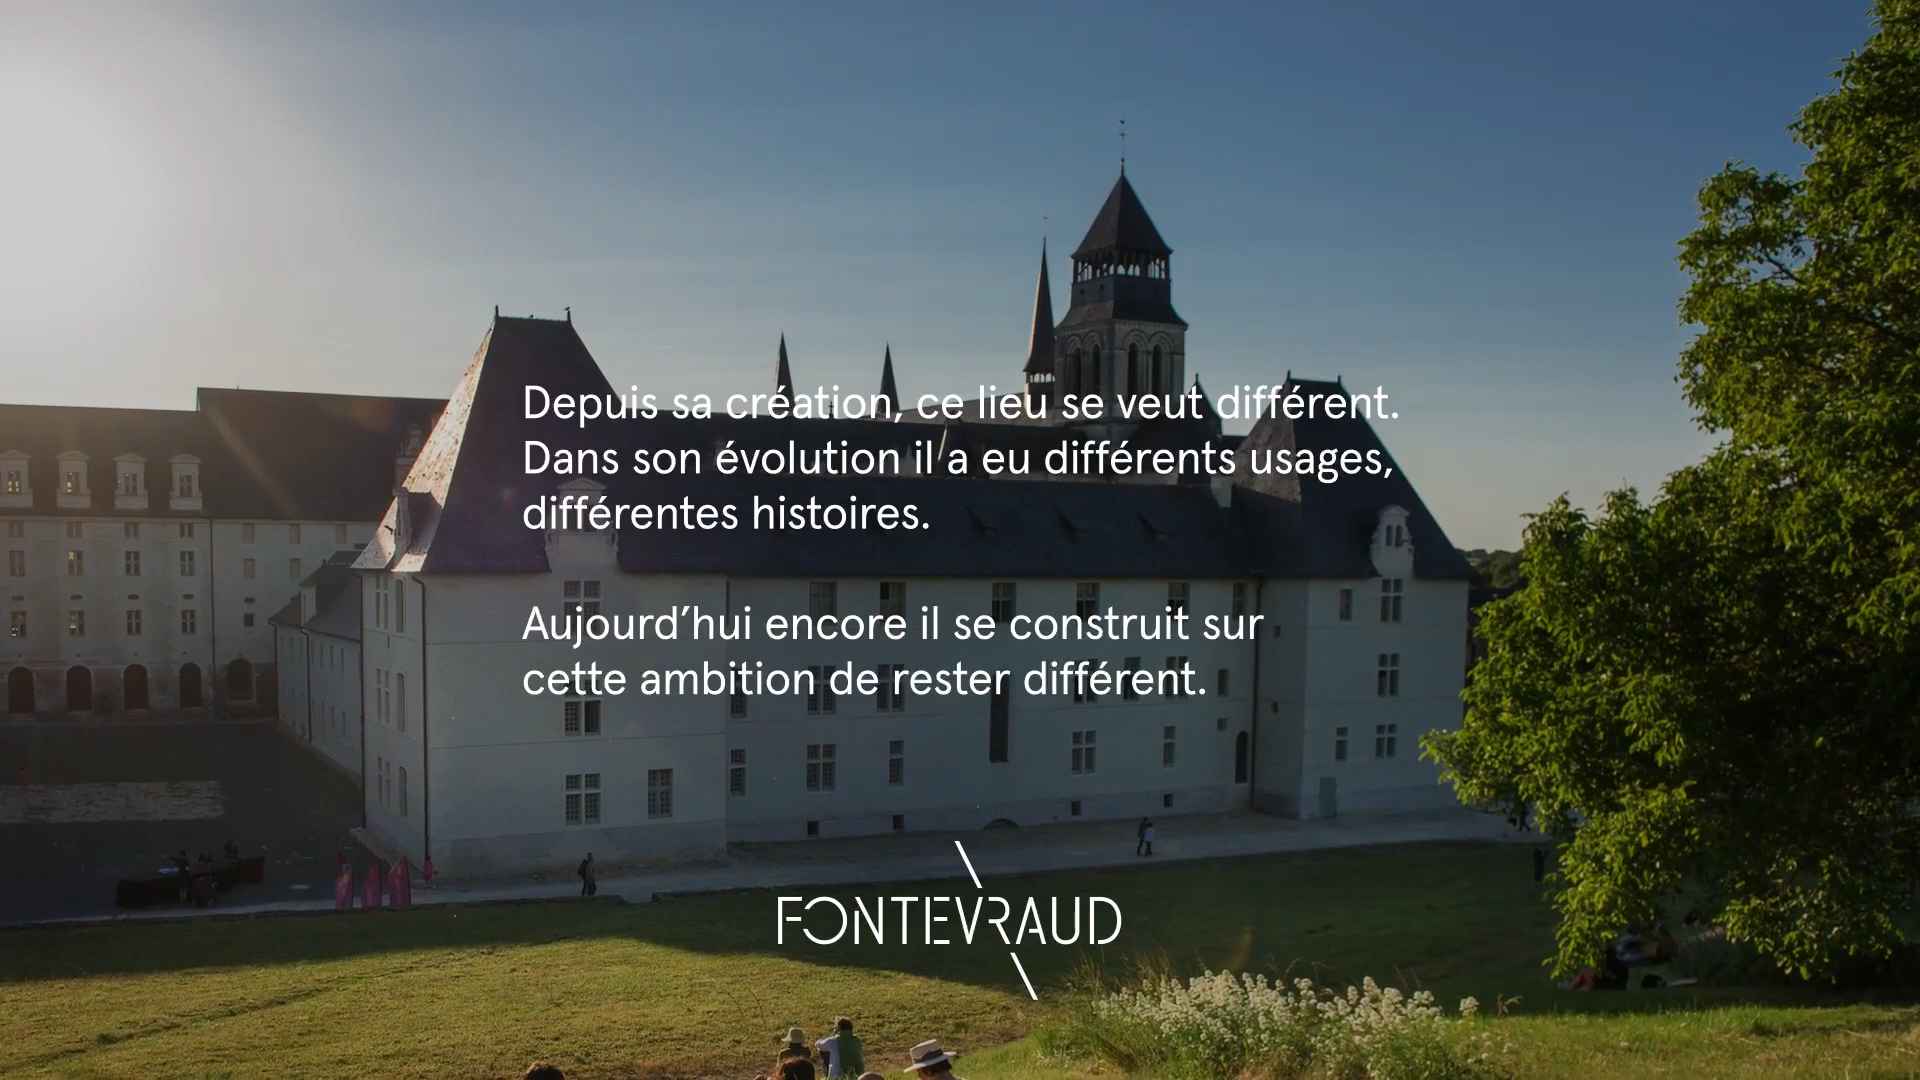 Depuis sa création, ce lieu se veut différent.
Dans son évolution il a eu différents usages,
différentes histoires.
Aujourd’hui encore il se construit sur
cette ambition de rester différent.
FONTEVRAUD